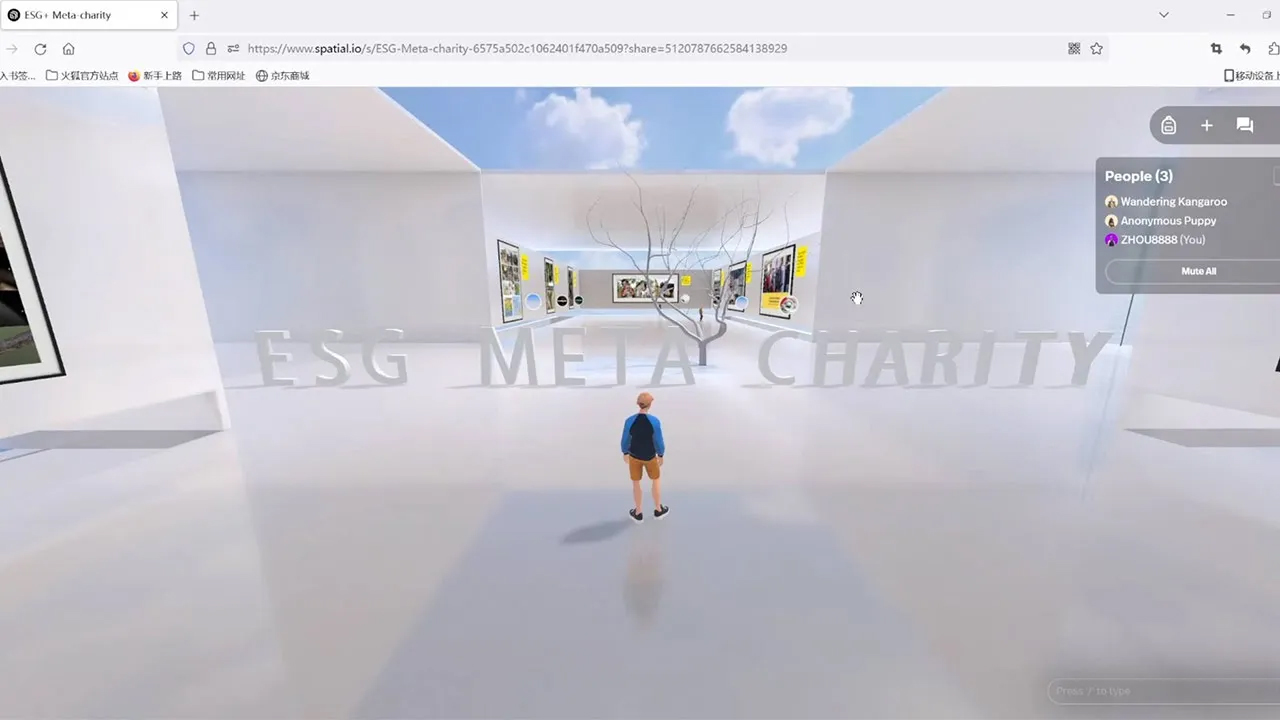 ESG+ Meta-charity
https://www.spatial.io/s/ESG-Meta-charity-6575a502c1062401f470a509?share=5120787662584138929
入书签... 火狐官方站点 新手上路 常用网址 京东商城 移动设备上
People (3)
Wandering Kangaroo
Anonymous Puppy
ZHOU8888 (You)
Mute All
ESG META CHARITY
Press / to type